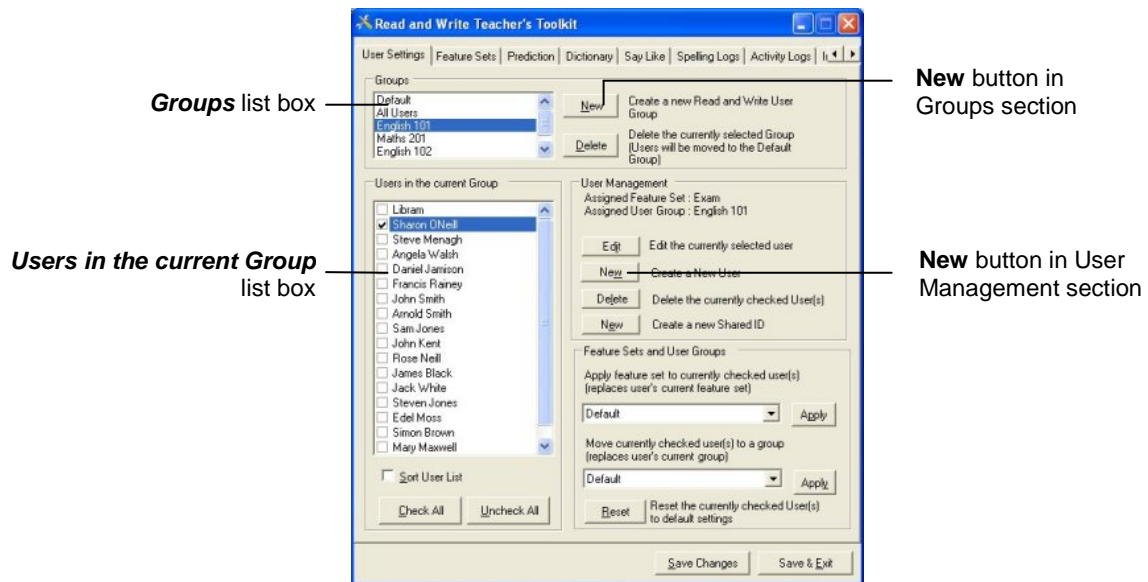 Read and Write Teacher's Toolkit
User Settings
Feature Sets
Prediction
Dictionary
Say Like
Spelling Logs
Activity Logs
Groups
Default
All Users
English 101
Maths 201
English 102
New
Create a new Read and Write User
Group
Delete
Delete the currently selected Group
(Users will be moved to the Default
Group)
Groups list box
New button in
Groups section
Users in the current Group
Libram
Sharon ONeill
Steve Menagh
Angela Walsh
Daniel Jamison
Francis Rainey
John Smith
Arnold Smith
Sam Jones
John Kent
Rose Neill
James Black
Jack White
Steven Jones
Edel Moss
Simon Brown
Mary Maxwell
Sort User List
Check All
Uncheck All
Users in the current Group
list box
User Management
Assigned Feature Set : Exam
Assigned User Group : English 101
Edit
Edit the currently selected user
New
Create a New User
Delete
Delete the currently checked User(s)
New
Create a new Shared ID
New button in User
Management section
Feature Sets and User Groups
Apply feature set to currently checked user(s)
(replaces user's current feature set)
Default
Apply
Move currently checked user(s) to a group
(replaces user's current group)
Default
Apply
Reset
Reset the currently checked User(s)
to default settings
Save Changes
Save & Exit